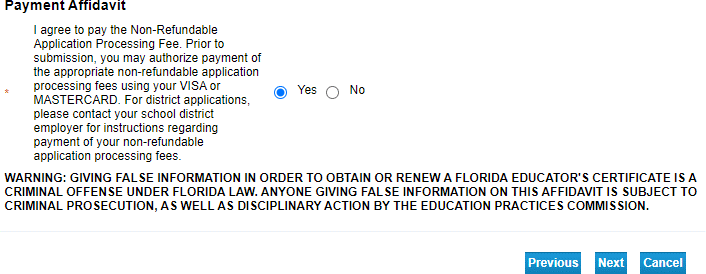 Payment Affidavit
I agree to pay the Non-Refundable
Application Processing Fee. Prior to
submission, you may authorize payment of
the appropriate non-refundable application
* processing fees using your VISA or Yes No
MASTERCARD. For district applications,
please contact your school district
employer for instructions regarding
payment of your non-refundable
application processing fees.
WARNING: GIVING FALSE INFORMATION IN ORDER TO OBTAIN OR RENEW A FLORIDA EDUCATOR'S CERTIFICATE IS A
CRIMINAL OFFENSE UNDER FLORIDA LAW. ANYONE GIVING FALSE INFORMATION ON THIS AFFIDAVIT IS SUBJECT TO
CRIMINAL PROSECUTION, AS WELL AS DISCIPLINARY ACTION BY THE EDUCATION PRACTICES COMMISSION.
Previous Next Cancel